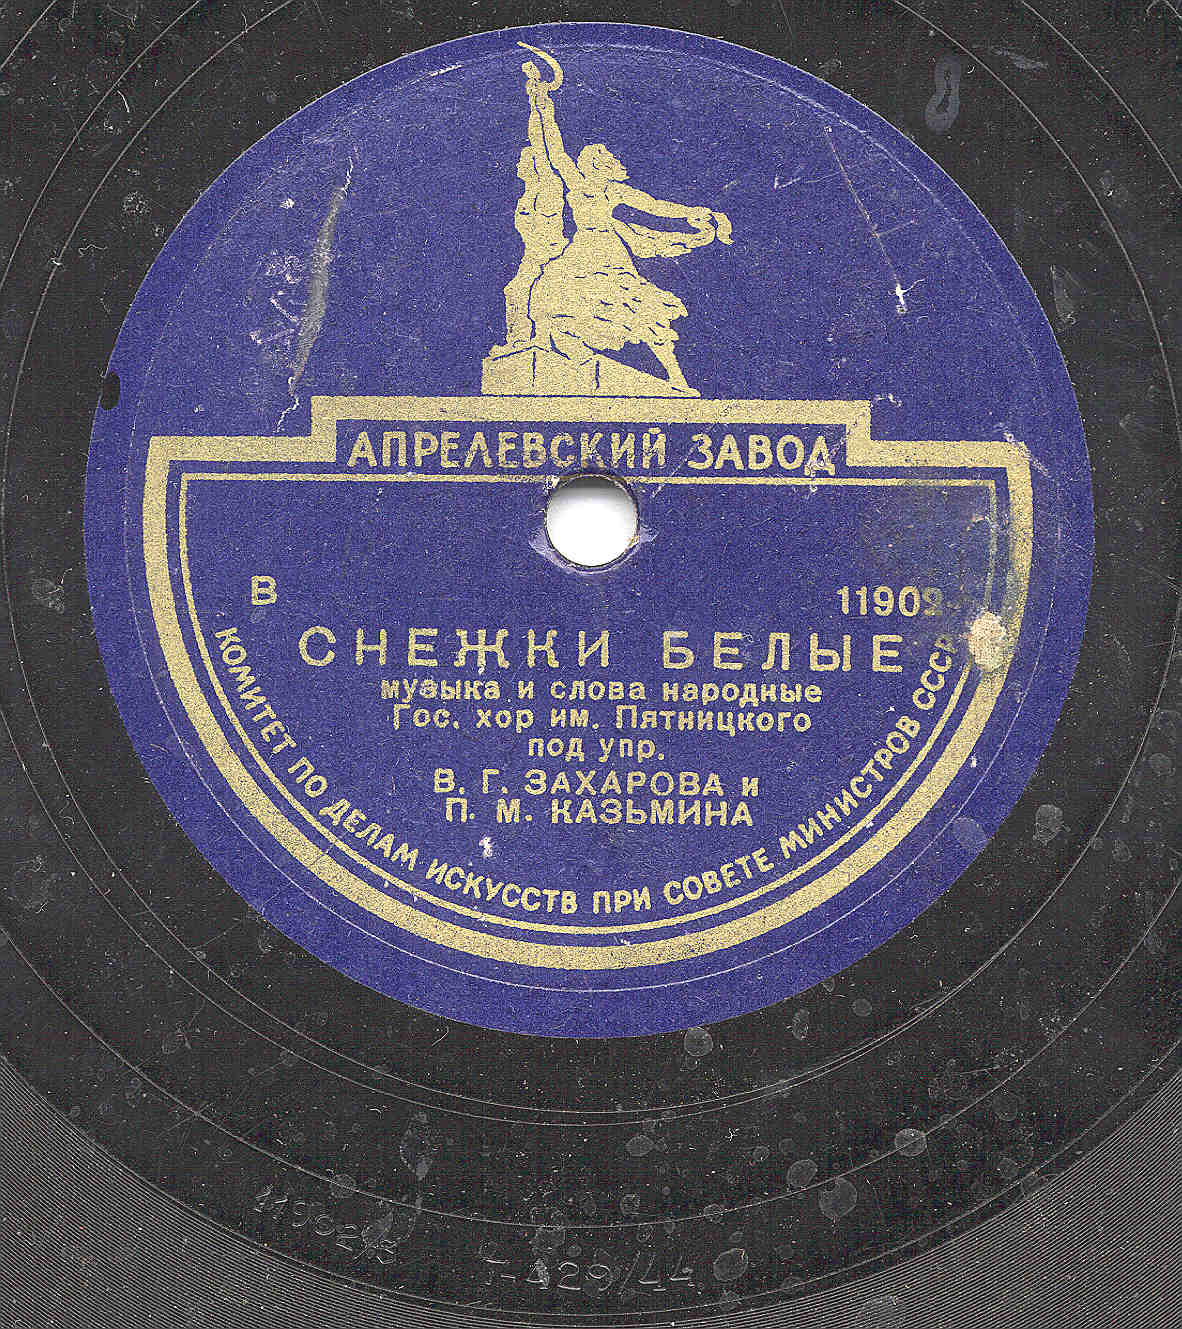 АПРЕЛЕВСКИЙ ЗАВОД
В 11902
СНЕЖКИ БЕЛЫЕ
музыка и слова народные
Гос. хор им. Пятницкого
под упр.
В. Г. ЗАХАРОВА и
П. М. КАЗЬМИНА
КОМИТЕТ ПО ДЕЛАМ ИСКУССТВ ПРИ СОВЕТЕ МИНИСТРОВ СССР